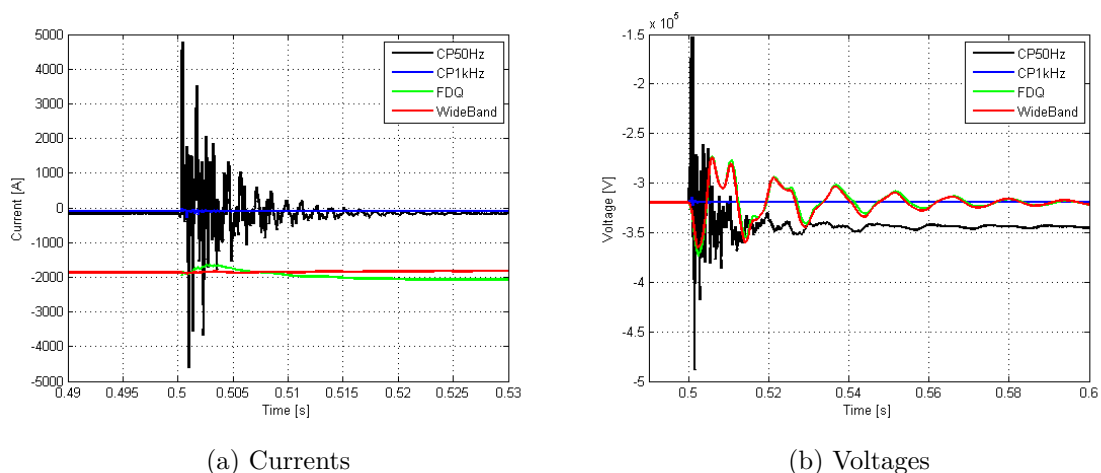 5000
4000
3000
2000
1000
0
-1000
-2000
-3000
-4000
-5000
0.49
0.495
0.5
0.505
0.51
0.515
0.52
0.525
0.53
Current [A]
Time [s]
CP50Hz
CP1kHz
FDQ
WideBand
(a) Currents
x 10^5
-1.5
-2
-2.5
-3
-3.5
-4
-4.5
-5
0.5
0.52
0.54
0.56
0.58
0.6
Voltage [V]
Time [s]
CP50Hz
CP1kHz
FDQ
WideBand
(b) Voltages